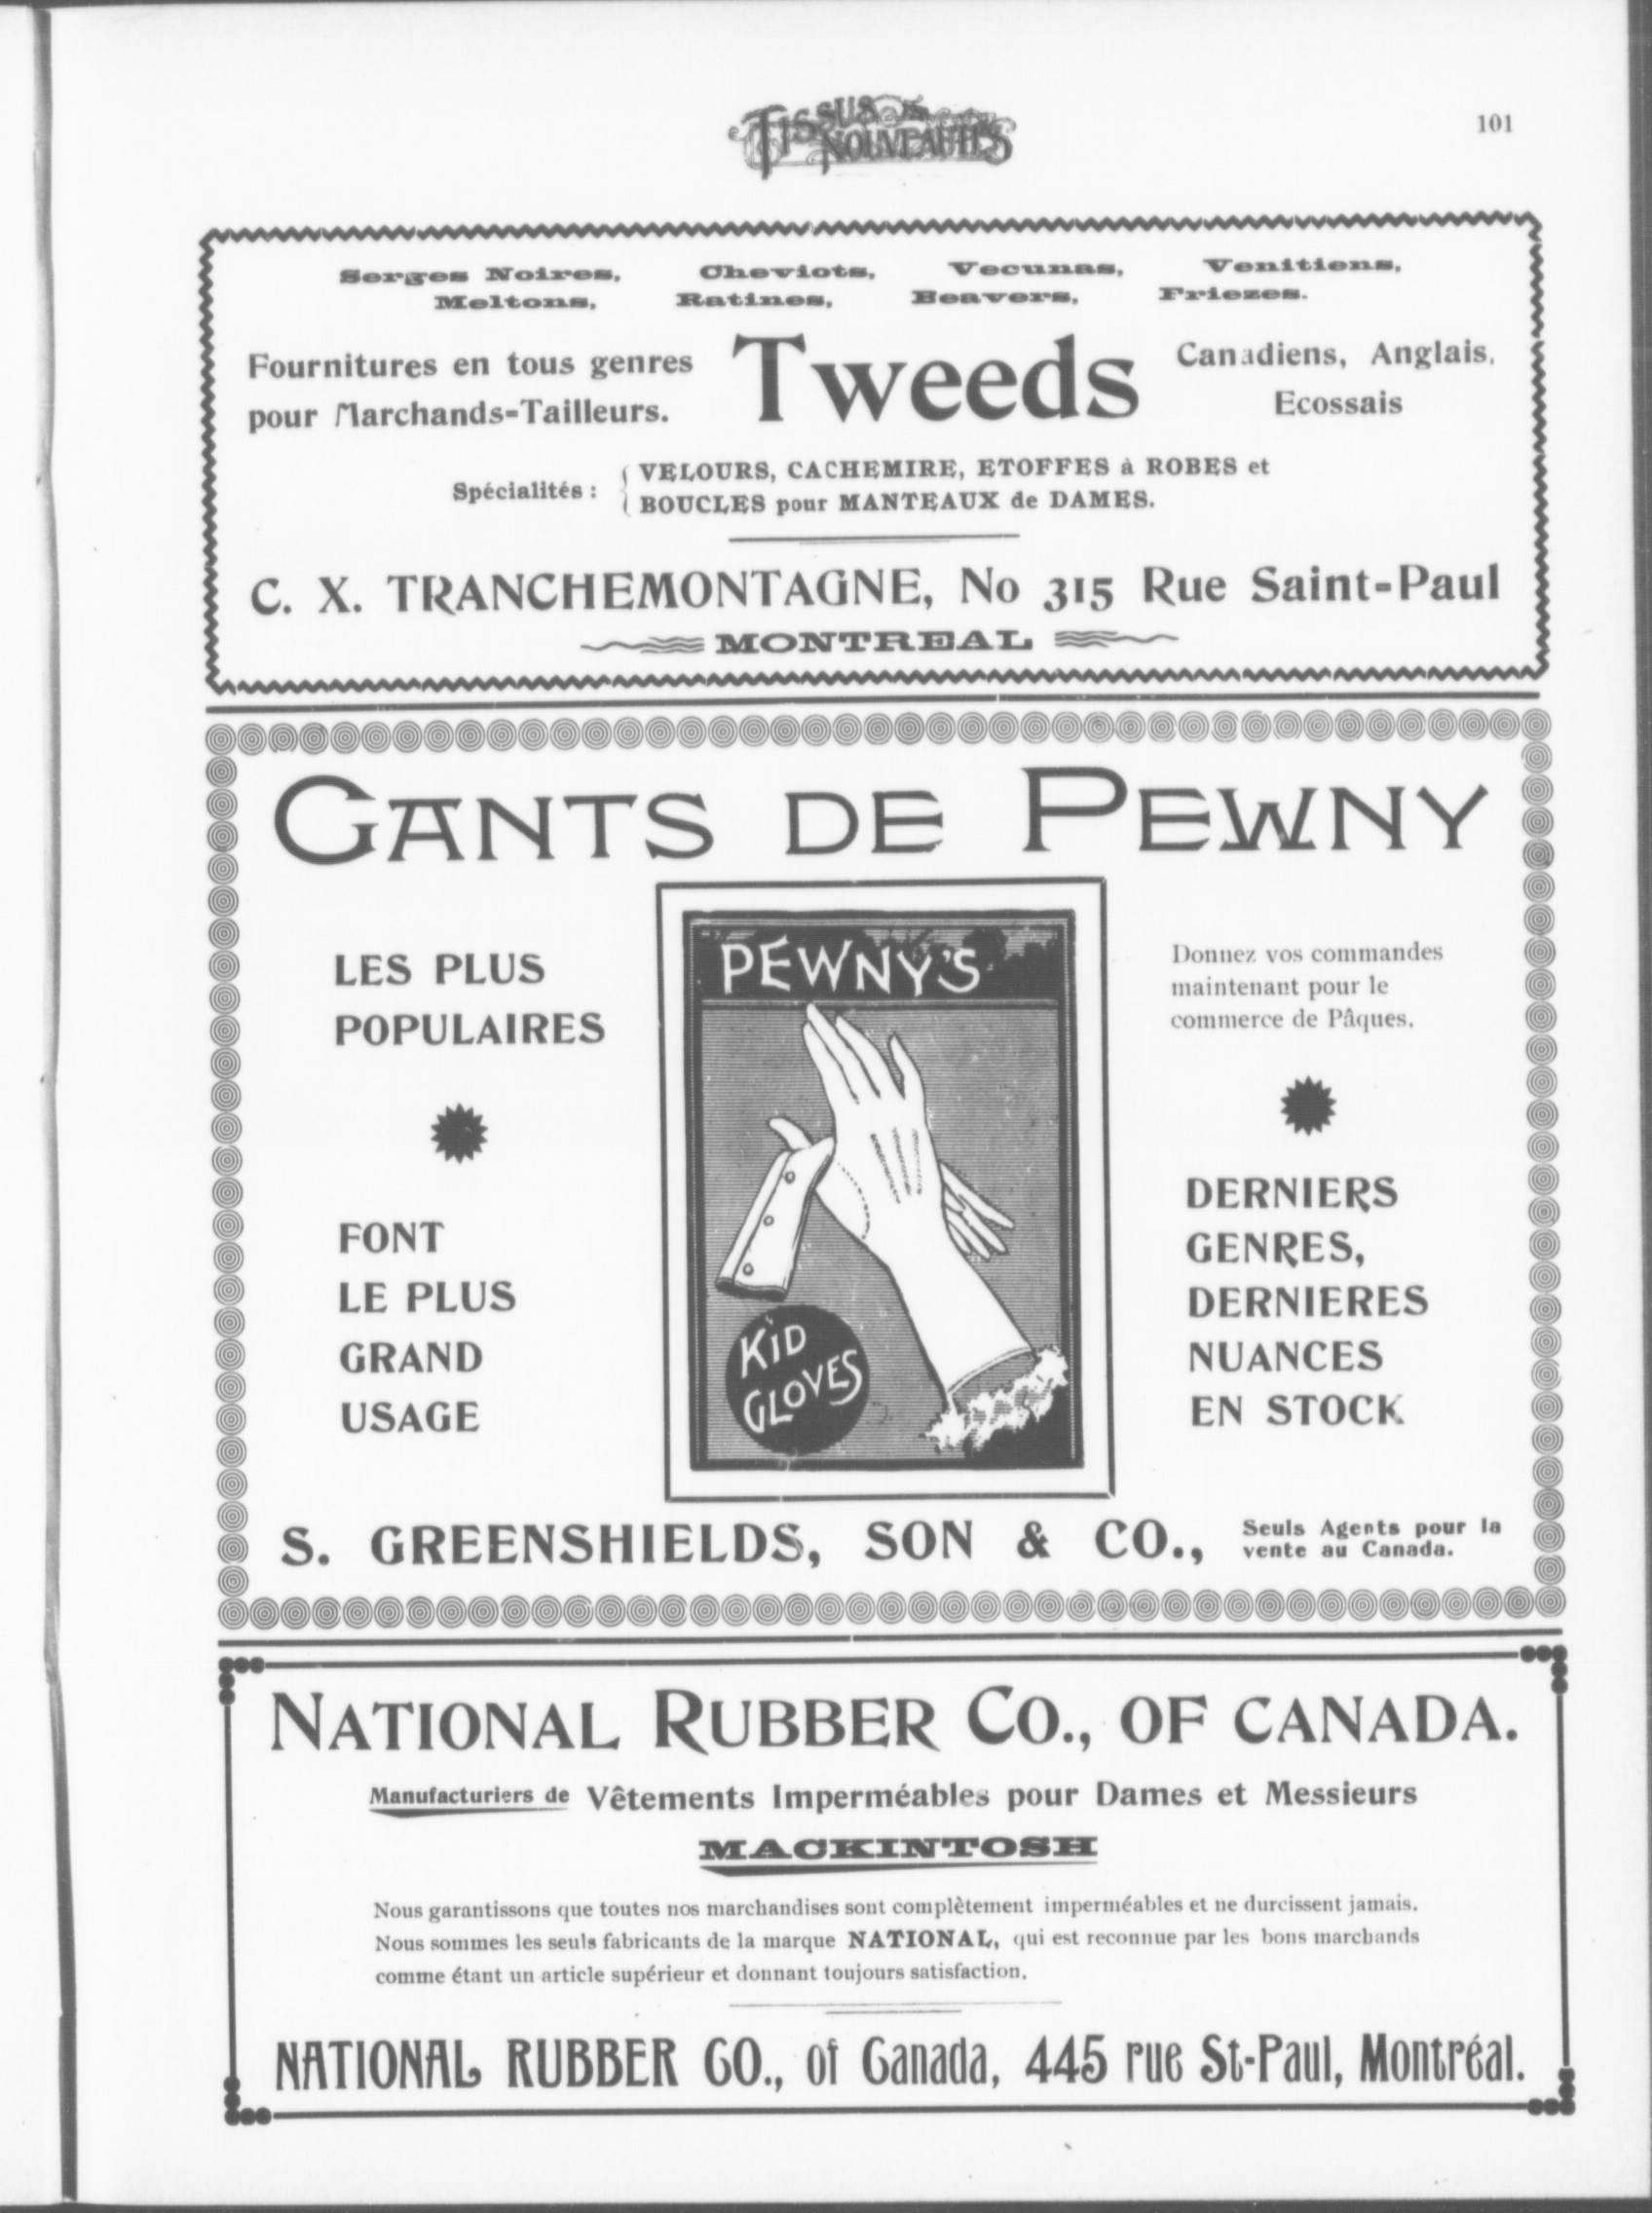 TISSUS ET
NOUVEAUTÉS
101
Serges Noires, Cheviots, Vecunas, Venitiens,
Meltons, Ratines, Beavers, Friezes.
Fournitures en tous genres
pour Marchands-Tailleurs.
Tweeds
Canadiens, Anglais,
Ecossais
Spécialités : { VELOURS, CACHEMIRE, ETOFFES à ROBES et
BOUCLES pour MANTEAUX de DAMES.
C. X. TRANCHEMONTAGNE, No 315 Rue Saint-Paul
MONTREAL
GANTS DE PEWNY
LES PLUS
POPULAIRES
FONT
LE PLUS
GRAND
USAGE
PEWNY'S
KID
GLOVES
Donnez vos commandes
maintenant pour le
commerce de Pâques.
DERNIERS
GENRES,
DERNIERES
NUANCES
EN STOCK
S. GREENSHIELDS, SON & CO., Seuls Agents pour la
vente au Canada.
NATIONAL RUBBER CO., OF CANADA.
Manufacturiers de Vêtements Imperméables pour Dames et Messieurs
MACKINTOSH
Nous garantissons que toutes nos marchandises sont complètement imperméables et ne durcissent jamais.
Nous sommes les seuls fabricants de la marque NATIONAL, qui est reconnue par les bons marchands
comme étant un article supérieur et donnant toujours satisfaction.
NATIONAL RUBBER CO., of Canada, 445 rue St-Paul, Montréal.